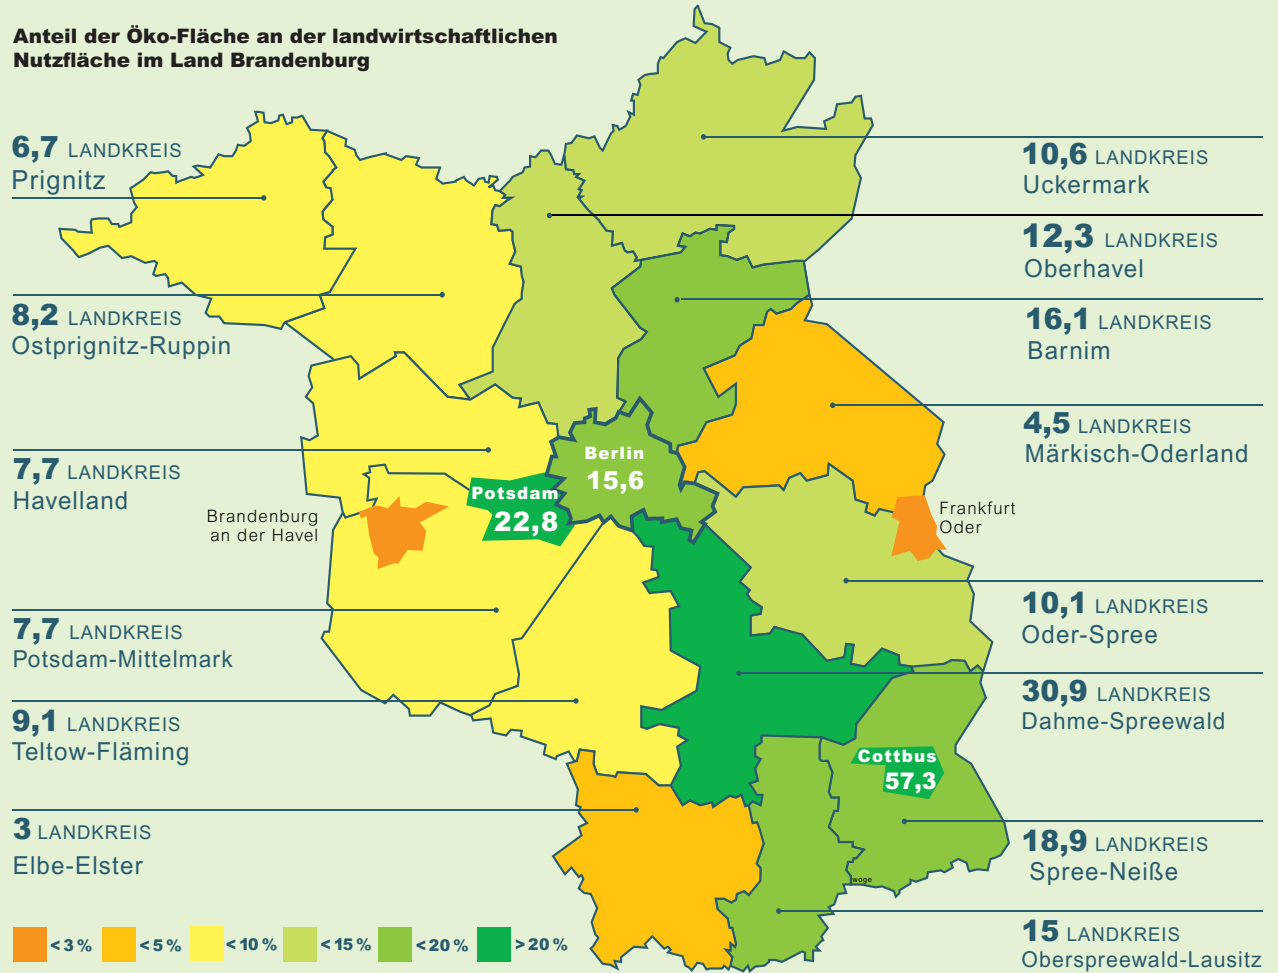 Anteil der Öko-Fläche an der landwirtschaftlichen
Nutzfläche im Land Brandenburg
6,7 LANDKREIS
Prignitz
8,2 LANDKREIS
Ostprignitz-Ruppin
7,7 LANDKREIS
Havelland
Brandenburg
an der Havel
7,7 LANDKREIS
Potsdam-Mittelmark
9,1 LANDKREIS
Teltow-Fläming
3 LANDKREIS
Elbe-Elster
Berlin
15,6
Potsdam
22,8
Cottbus
57,3
woge
10,6 LANDKREIS
Uckermark
12,3 LANDKREIS
Oberhavel
16,1 LANDKREIS
Barnim
4,5 LANDKREIS
Märkisch-Oderland
Frankfurt
Oder
10,1 LANDKREIS
Oder-Spree
30,9 LANDKREIS
Dahme-Spreewald
18,9 LANDKREIS
Spree-Neiße
15 LANDKREIS
Oberspreewald-Lausitz
<3% <5% <10% <15% <20% >20%